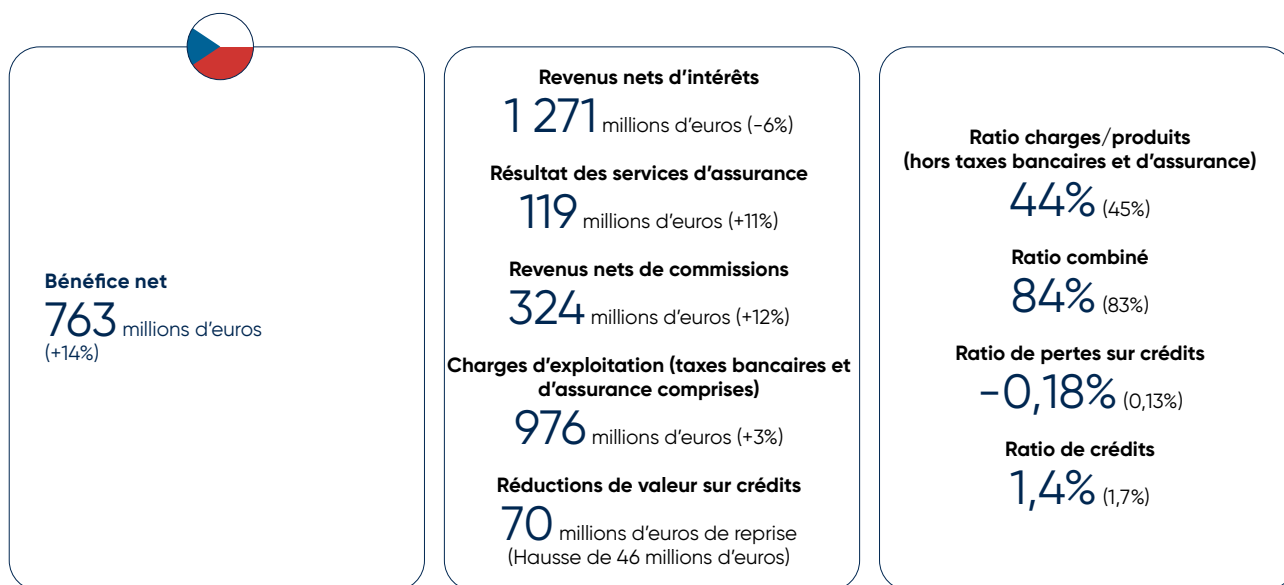 Bénéfice net
763 millions d'euros
(+14%)
Revenus nets d'intérêts
1 271 millions d'euros (-6%)
Résultat des services d'assurance
119 millions d'euros (+11%)
Revenus nets de commissions
324 millions d'euros (+12%)
Charges d'exploitation (taxes bancaires et
d'assurance comprises)
976 millions d'euros (+3%)
Réductions de valeur sur crédits
70 millions d'euros de reprise
(Hausse de 46 millions d'euros)
Ratio charges/produits
(hors taxes bancaires et d'assurance)
44% (45%)
Ratio combiné
84% (83%)
Ratio de pertes sur crédits
-0,18% (0,13%)
Ratio de crédits
1,4% (1,7%)